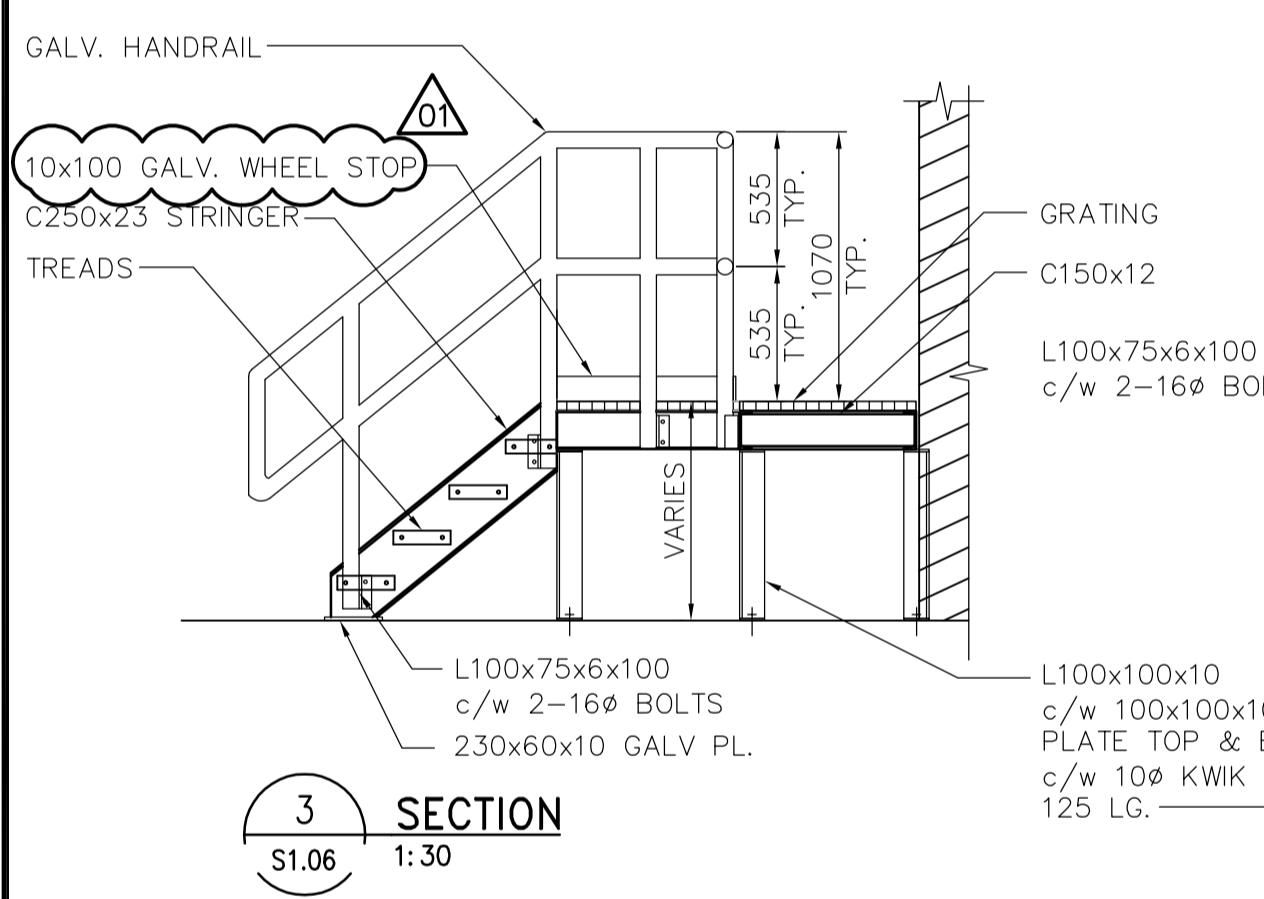 GALV. HANDRAIL
01
10x100 GALV. WHEEL STOP
C250x23 STRINGER
TREADS
535
TYP.
1070
TYP.
535
TYP.
VARIES
GRATING
C150x12
L100x75x6x100
c/w 2-16ø
L100x75x6x100
c/w 2-16ø BOLTS
230x60x10 GALV PL.
L100x100x10
c/w
PLATE TOP &
c/w 10ø KWIK
125 LG.
3
S1.06
SECTION
1:30